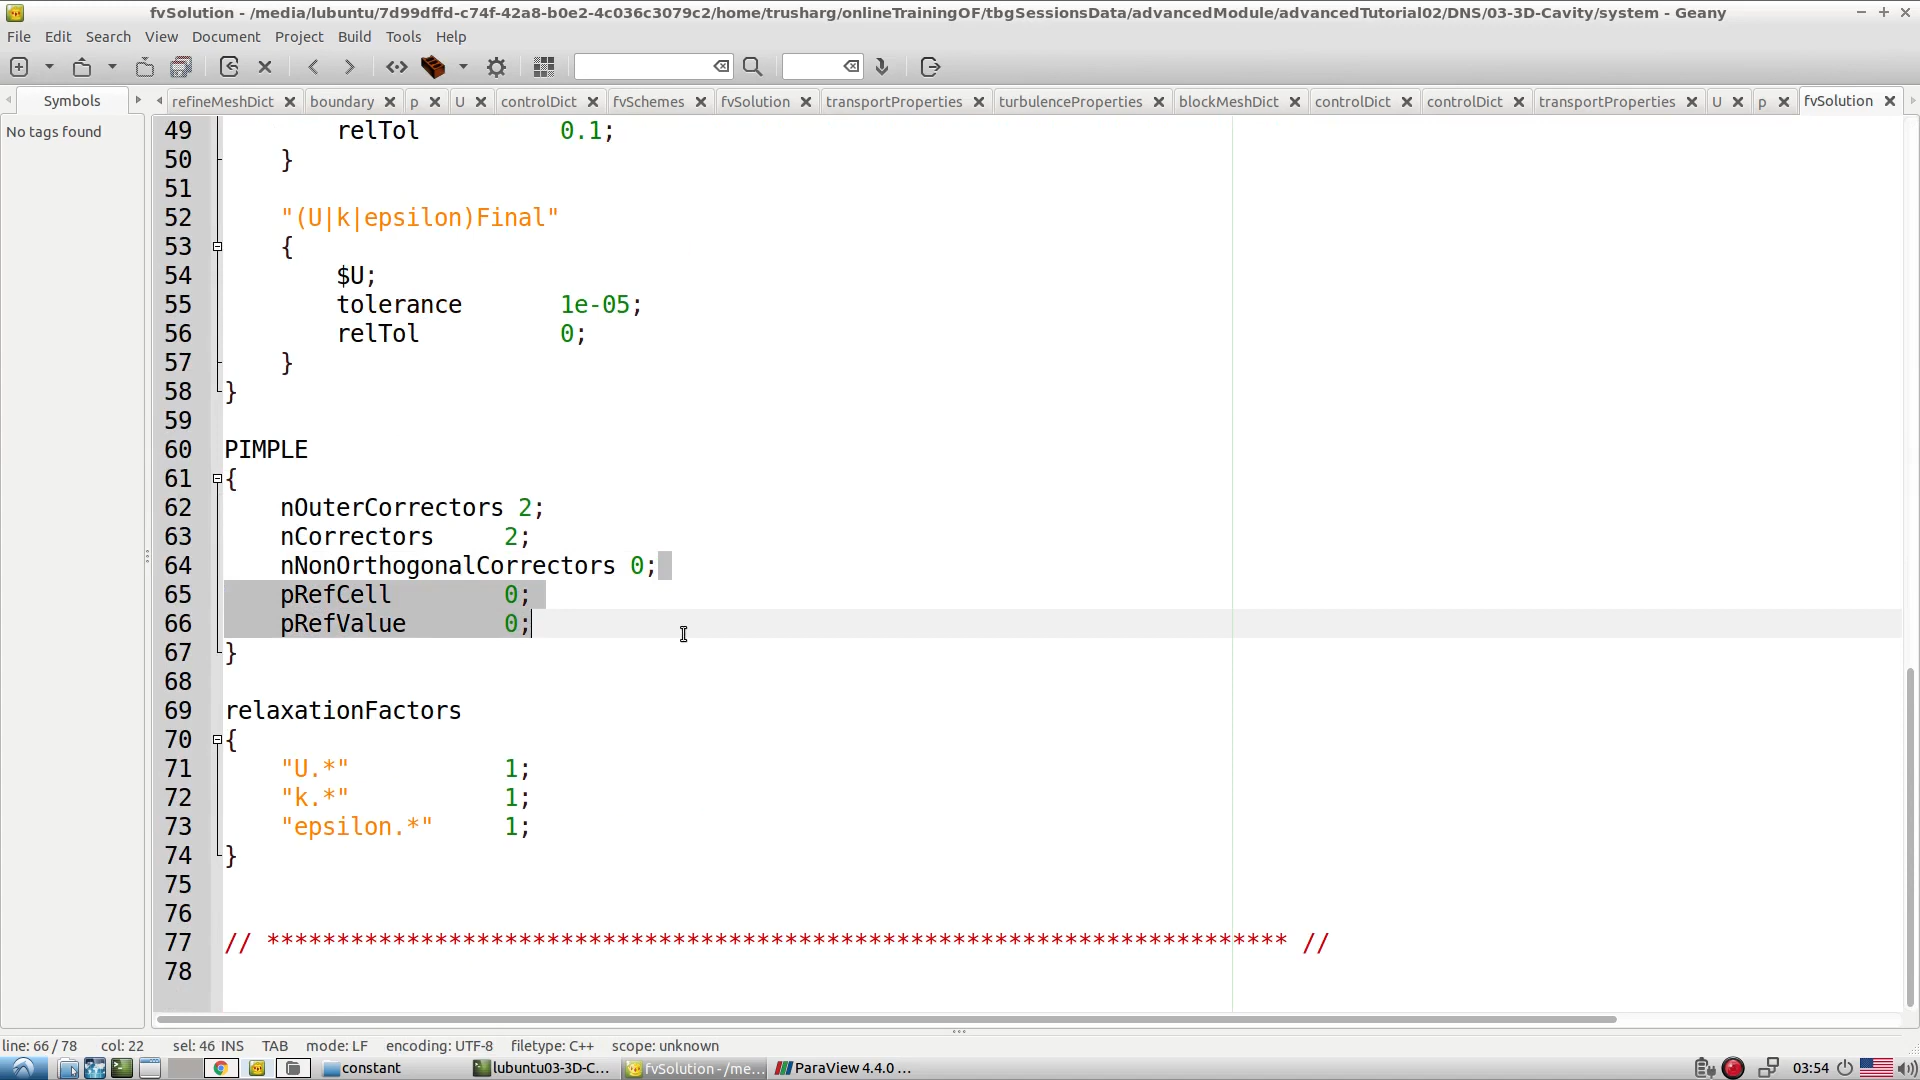 fvSolution - /media/lubuntu/7d99dffd-c74f-42a8-b0e2-4c036c3079c2/home/trusharg/onlineTrainingOF/tbgSessionsData/advancedModule/advancedTutorial02/DNS/03-3D-Cavity/system - Geany
File Edit Search View Document Project Build Tools Help
Symbols refineMeshDict boundary p U controlDict fvSchemes fvSolution transportProperties turbulenceProperties blockMeshDict controlDict controlDict transportProperties U p fvSolution
No tags found
49 relTol 0.1;
50 }
51
52 "(U|k|epsilon)Final"
53 {
54 $U;
55 tolerance 1e-05;
56 relTol 0;
57 }
58 }
59
60 PIMPLE
61 {
62 nOuterCorrectors 2;
63 nCorrectors 2;
64 nNonOrthogonalCorrectors 0;
65 pRefCell 0;
66 pRefValue 0;
67 }
68
69 relaxationFactors
70 {
71 "U.*" 1;
72 "k.*" 1;
73 "epsilon.*" 1;
74 }
75
76
77 // ************************************************************************* //
78
line: 66 / 78 col: 22 sel: 46 INS TAB mode: LF encoding: UTF-8 filetype: C++ scope: unknown
constant lubuntu03-3D-C... fvSolution - /me... ParaView 4.4.0 ... 03:54